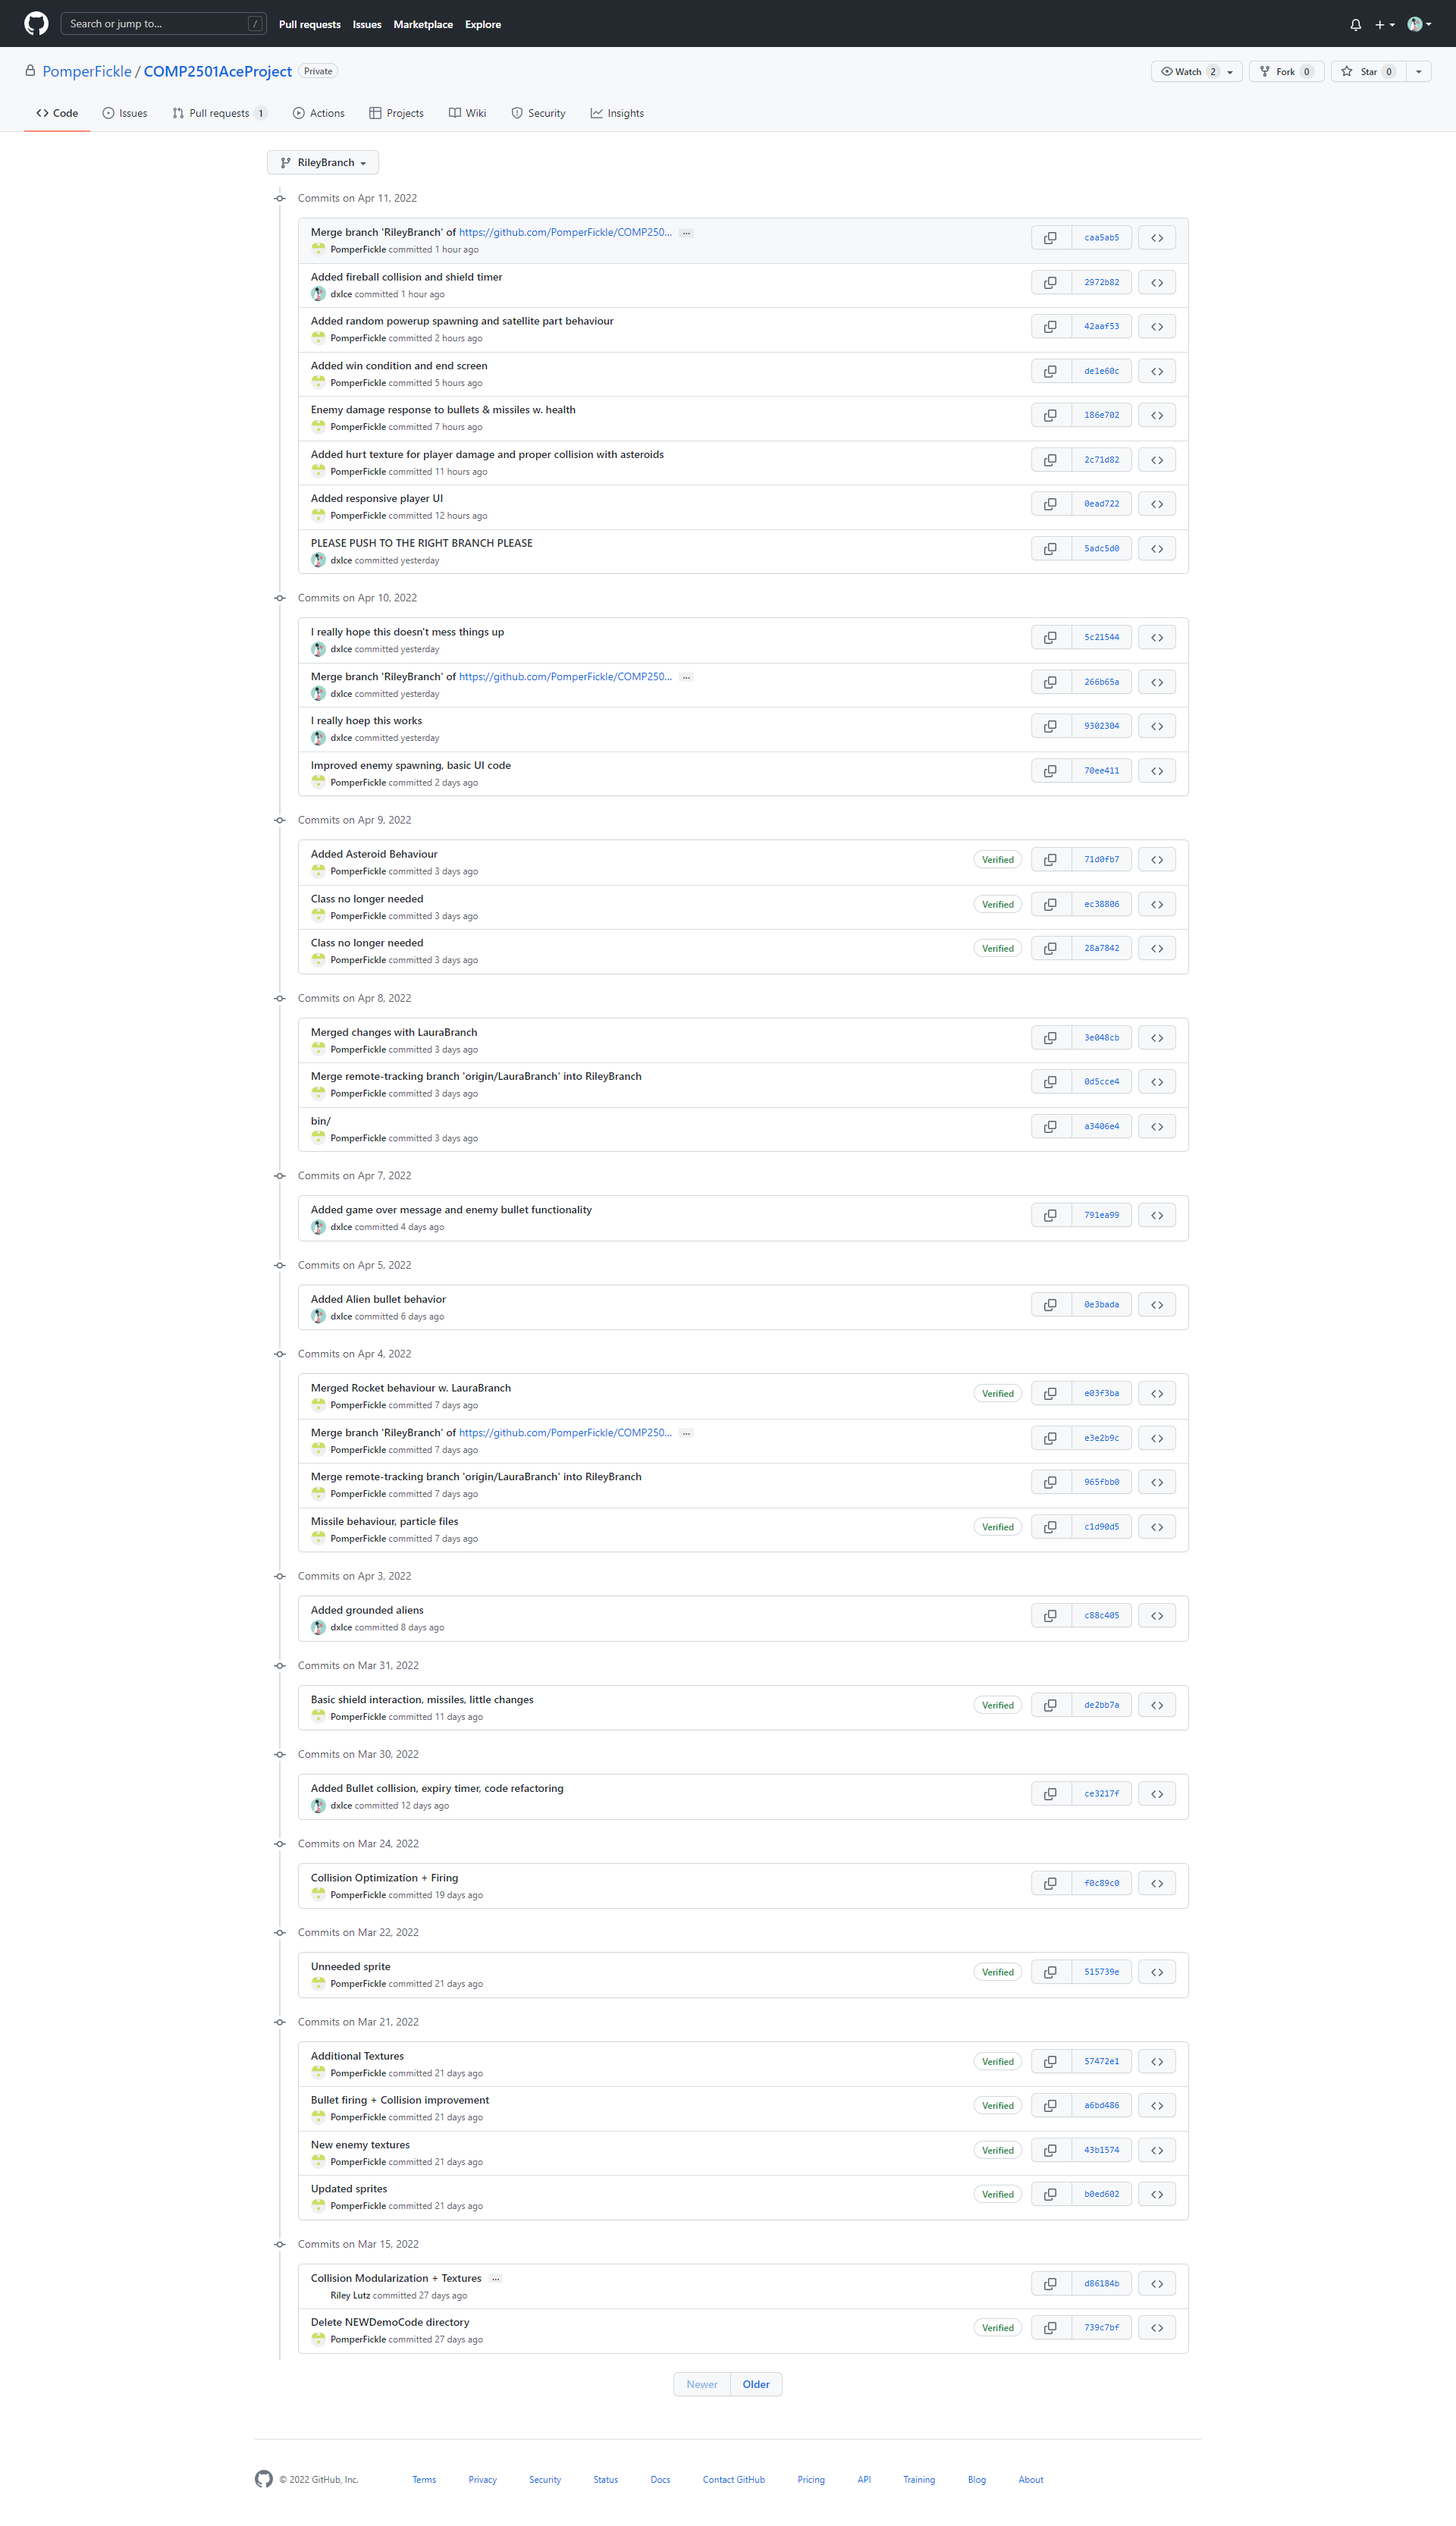 Search or jump to... /
Pull requests Issues Marketplace Explore
PomperFickle / COMP2501AceProject Private
Watch 2 Fork 0 Star 0
Code Issues Pull requests 1 Actions Projects Wiki Security Insights
RileyBranch
Commits on Apr 11, 2022
Merge branch 'RileyBranch' of https://github.com/PomperFickle/COMP250... ...
PomperFickle committed 1 hour ago
caa5ab5
Added fireball collision and shield timer
dxlce committed 1 hour ago
2972b82
Added random powerup spawning and satellite part behaviour
PomperFickle committed 2 hours ago
42aaf53
Added win condition and end screen
PomperFickle committed 5 hours ago
de1e60c
Enemy damage response to bullets & missiles w. health
PomperFickle committed 7 hours ago
186e702
Added hurt texture for player damage and proper collision with asteroids
PomperFickle committed 11 hours ago
2c71d82
Added responsive player UI
PomperFickle committed 12 hours ago
0ead722
PLEASE PUSH TO THE RIGHT BRANCH PLEASE
dxlce committed yesterday
5adc5d0
Commits on Apr 10, 2022
I really hope this doesn't mess things up
dxlce committed yesterday
5c21544
Merge branch 'RileyBranch' of https://github.com/PomperFickle/COMP250... ...
dxlce committed yesterday
266b65a
I really hoep this works
dxlce committed yesterday
9302304
Improved enemy spawning, basic UI code
PomperFickle committed 2 days ago
70ee411
Commits on Apr 9, 2022
Added Asteroid Behaviour
PomperFickle committed 3 days ago
Verified 71d0fb7
Class no longer needed
PomperFickle committed 3 days ago
Verified ec38806
Class no longer needed
PomperFickle committed 3 days ago
Verified 28a7842
Commits on Apr 8, 2022
Merged changes with LauraBranch
PomperFickle committed 3 days ago
3e048cb
Merge remote-tracking branch 'origin/LauraBranch' into RileyBranch
PomperFickle committed 3 days ago
0d5cce4
bin/
PomperFickle committed 3 days ago
a3406e4
Commits on Apr 7, 2022
Added game over message and enemy bullet functionality
dxlce committed 4 days ago
791ea99
Commits on Apr 5, 2022
Added Alien bullet behavior
dxlce committed 6 days ago
0e3bada
Commits on Apr 4, 2022
Merged Rocket behaviour w. LauraBranch
PomperFickle committed 7 days ago
Verified e03f3ba
Merge branch 'RileyBranch' of https://github.com/PomperFickle/COMP250... ...
PomperFickle committed 7 days ago
e3e2b9c
Merge remote-tracking branch 'origin/LauraBranch' into RileyBranch
PomperFickle committed 7 days ago
965fbb0
Missile behaviour, particle files
PomperFickle committed 7 days ago
Verified c1d90d5
Commits on Apr 3, 2022
Added grounded aliens
dxlce committed 8 days ago
c88c405
Commits on Mar 31, 2022
Basic shield interaction, missiles, little changes
PomperFickle committed 11 days ago
Verified de2bb7a
Commits on Mar 30, 2022
Added Bullet collision, expiry timer, code refactoring
dxlce committed 12 days ago
ce3217f
Commits on Mar 24, 2022
Collision Optimization + Firing
PomperFickle committed 19 days ago
f0c89c0
Commits on Mar 22, 2022
Unneeded sprite
PomperFickle committed 21 days ago
Verified 515739e
Commits on Mar 21, 2022
Additional Textures
PomperFickle committed 21 days ago
Verified 57472e1
Bullet firing + Collision improvement
PomperFickle committed 21 days ago
Verified a6bd486
New enemy textures
PomperFickle committed 21 days ago
Verified 43b1574
Updated sprites
PomperFickle committed 21 days ago
Verified b0ed602
Commits on Mar 15, 2022
Collision Modularization + Textures ...
Riley Lutz committed 27 days ago
d86184b
Delete NEWDemoCode directory
PomperFickle committed 27 days ago
Verified 739c7bf
Newer Older
© 2022 GitHub, Inc. Terms Privacy Security Status Docs Contact GitHub Pricing API Training Blog About